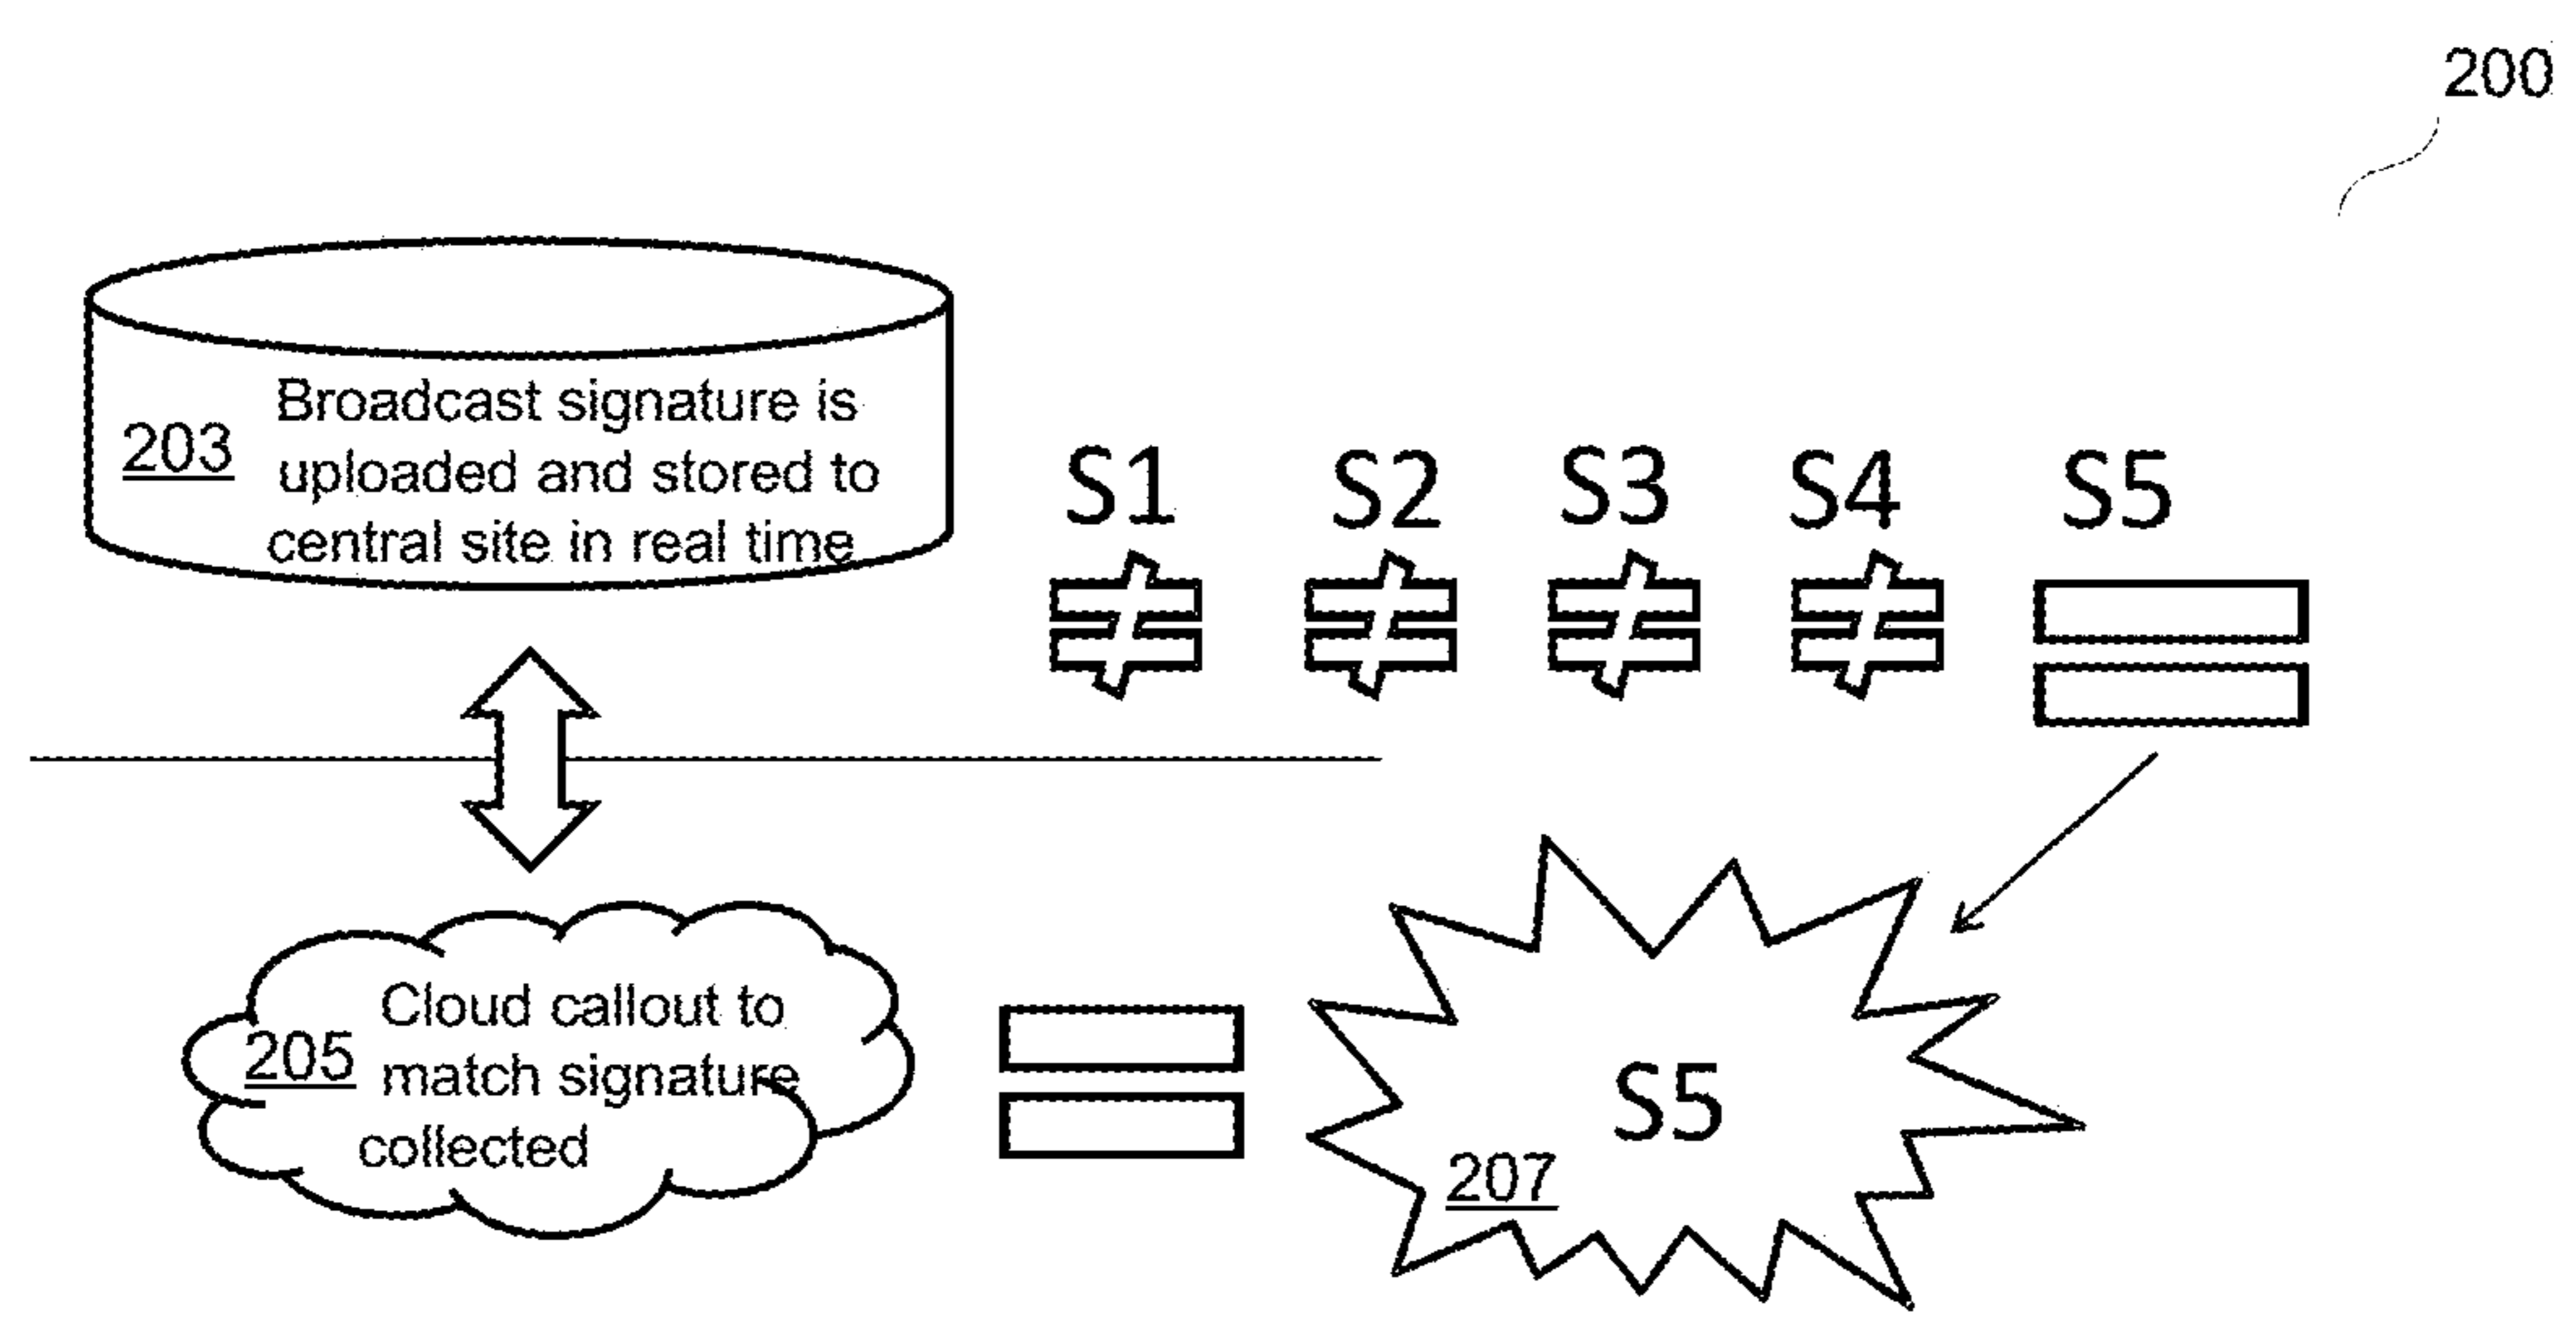 200
203 Broadcast signature is
uploaded and stored to
central site in real time
S1 S2 S3 S4 S5
205 Cloud callout to
match signature
collected
S5
207